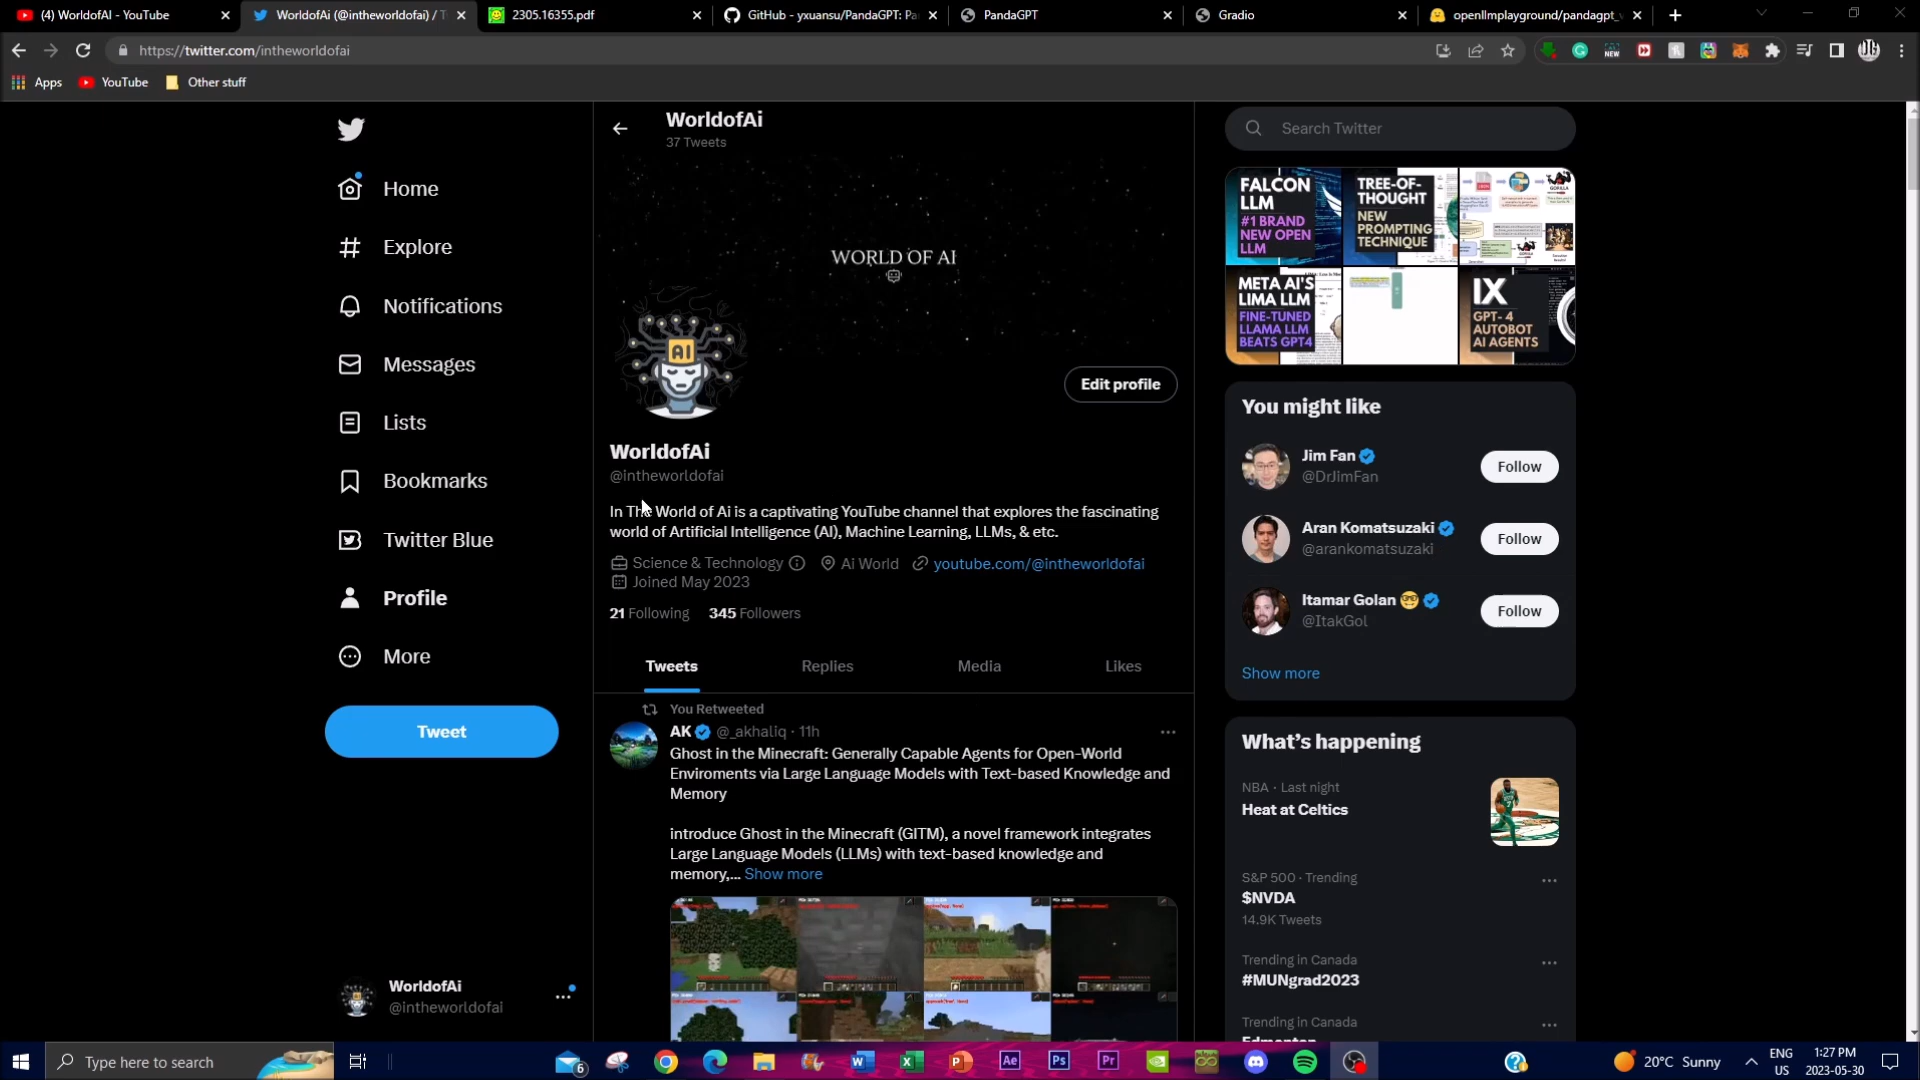 (4) WorldofAI - YouTube
WorldofAi (@intheworldofai) / T
2305.16355.pdf
GitHub - yxuansu/PandaGPT: Pa
PandaGPT
Gradio
openllmplayground/pandagpt_v
https://twitter.com/intheworldofai
NEW
Apps
YouTube
Other stuff
WorldofAi
37 Tweets
Search Twitter
Home
Explore
Notifications
Messages
Lists
Bookmarks
Twitter Blue
Profile
More
Tweet
WorldofAi
@intheworldofai
WORLD OF AI
AI
Edit profile
WorldofAi
@intheworldofai
In The World of Ai is a captivating YouTube channel that explores the fascinating
world of Artificial Intelligence (AI), Machine Learning, LLMs, & etc.
Science & Technology
Ai World
youtube.com/@intheworldofai
Joined May 2023
21 Following 345 Followers
Tweets
Replies
Media
Likes
You Retweeted
AK @_akhaliq · 11h
Ghost in the Minecraft: Generally Capable Agents for Open-World
Enviroments via Large Language Models with Text-based Knowledge and
Memory
introduce Ghost in the Minecraft (GITM), a novel framework integrates
Large Language Models (LLMs) with text-based knowledge and
memory,... Show more
FALCON
LLM
#1 BRAND
NEW OPEN
LLM
TREE-OF-
THOUGHT
NEW
PROMPTING
TECHNIQUE
META AI'S
LIMA LLM
FINE-TUNED
LLAMA LLM
BEATS GPT4
IX
GPT-4
AUTOBOT
AI AGENTS
You might like
Jim Fan
@DrJimFan
Follow
Aran Komatsuzaki
@arankomatsuzaki
Follow
Itamar Golan
@ItakGol
Follow
Show more
What's happening
NBA · Last night
Heat at Celtics
S&P 500 · Trending
$NVDA
14.9K Tweets
Trending in Canada
#MUNgrad2023
Trending in Canada
Edmonton
Type here to search
6
20°C Sunny
ENG
US
1:27 PM
2023-05-30